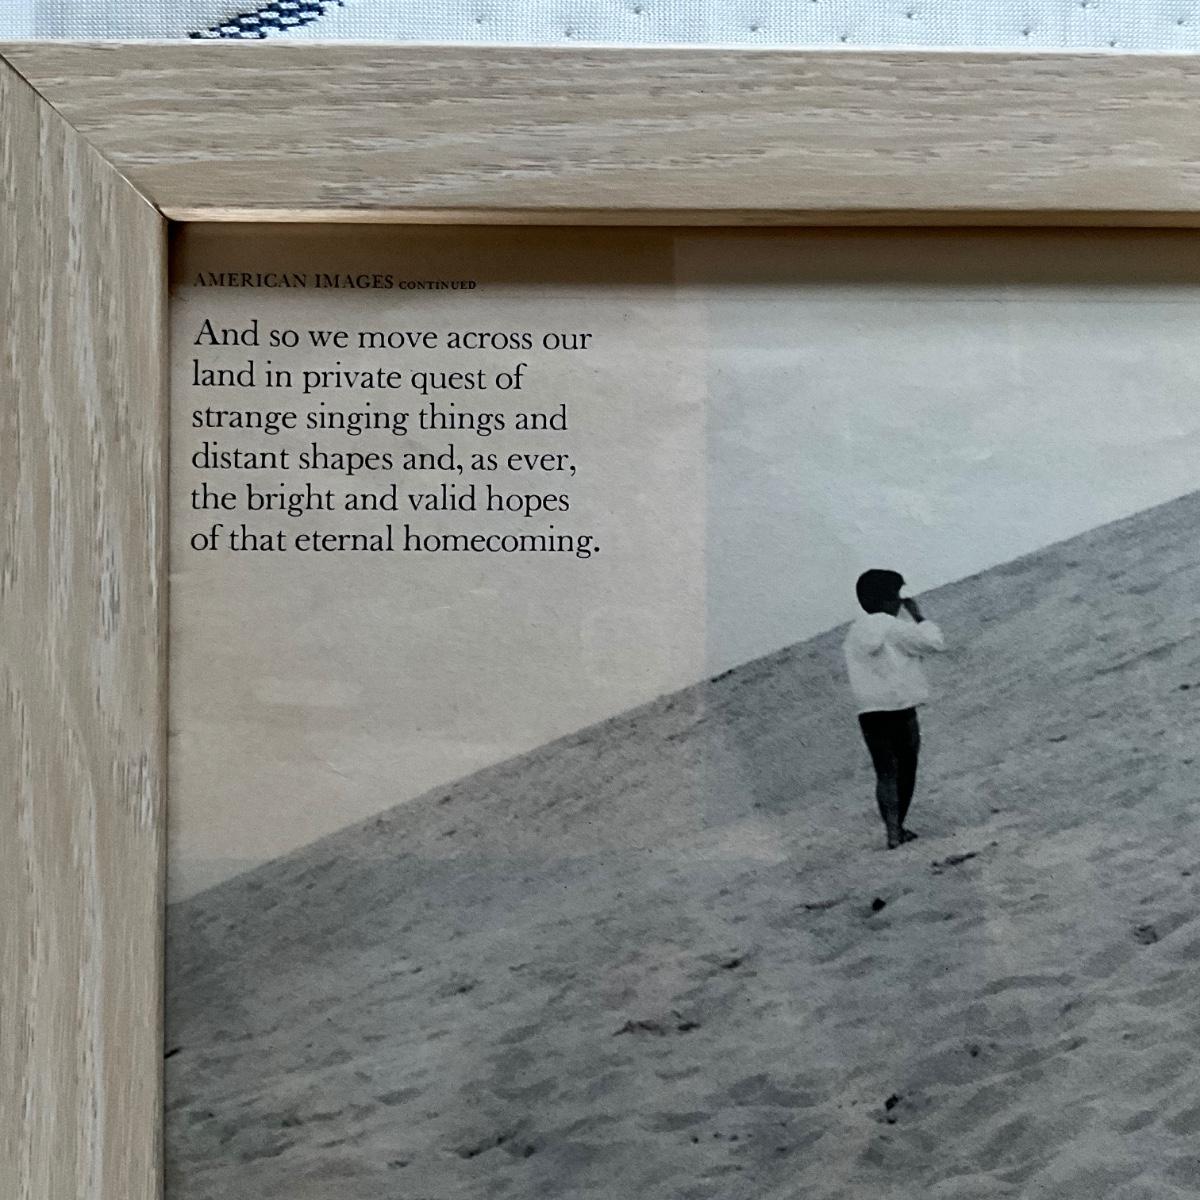 AMERICAN IMAGES CONTINUED
And so we move across our
land in private quest of
strange singing things and
distant shapes and, as ever,
the bright and valid hopes
of that eternal homecoming.